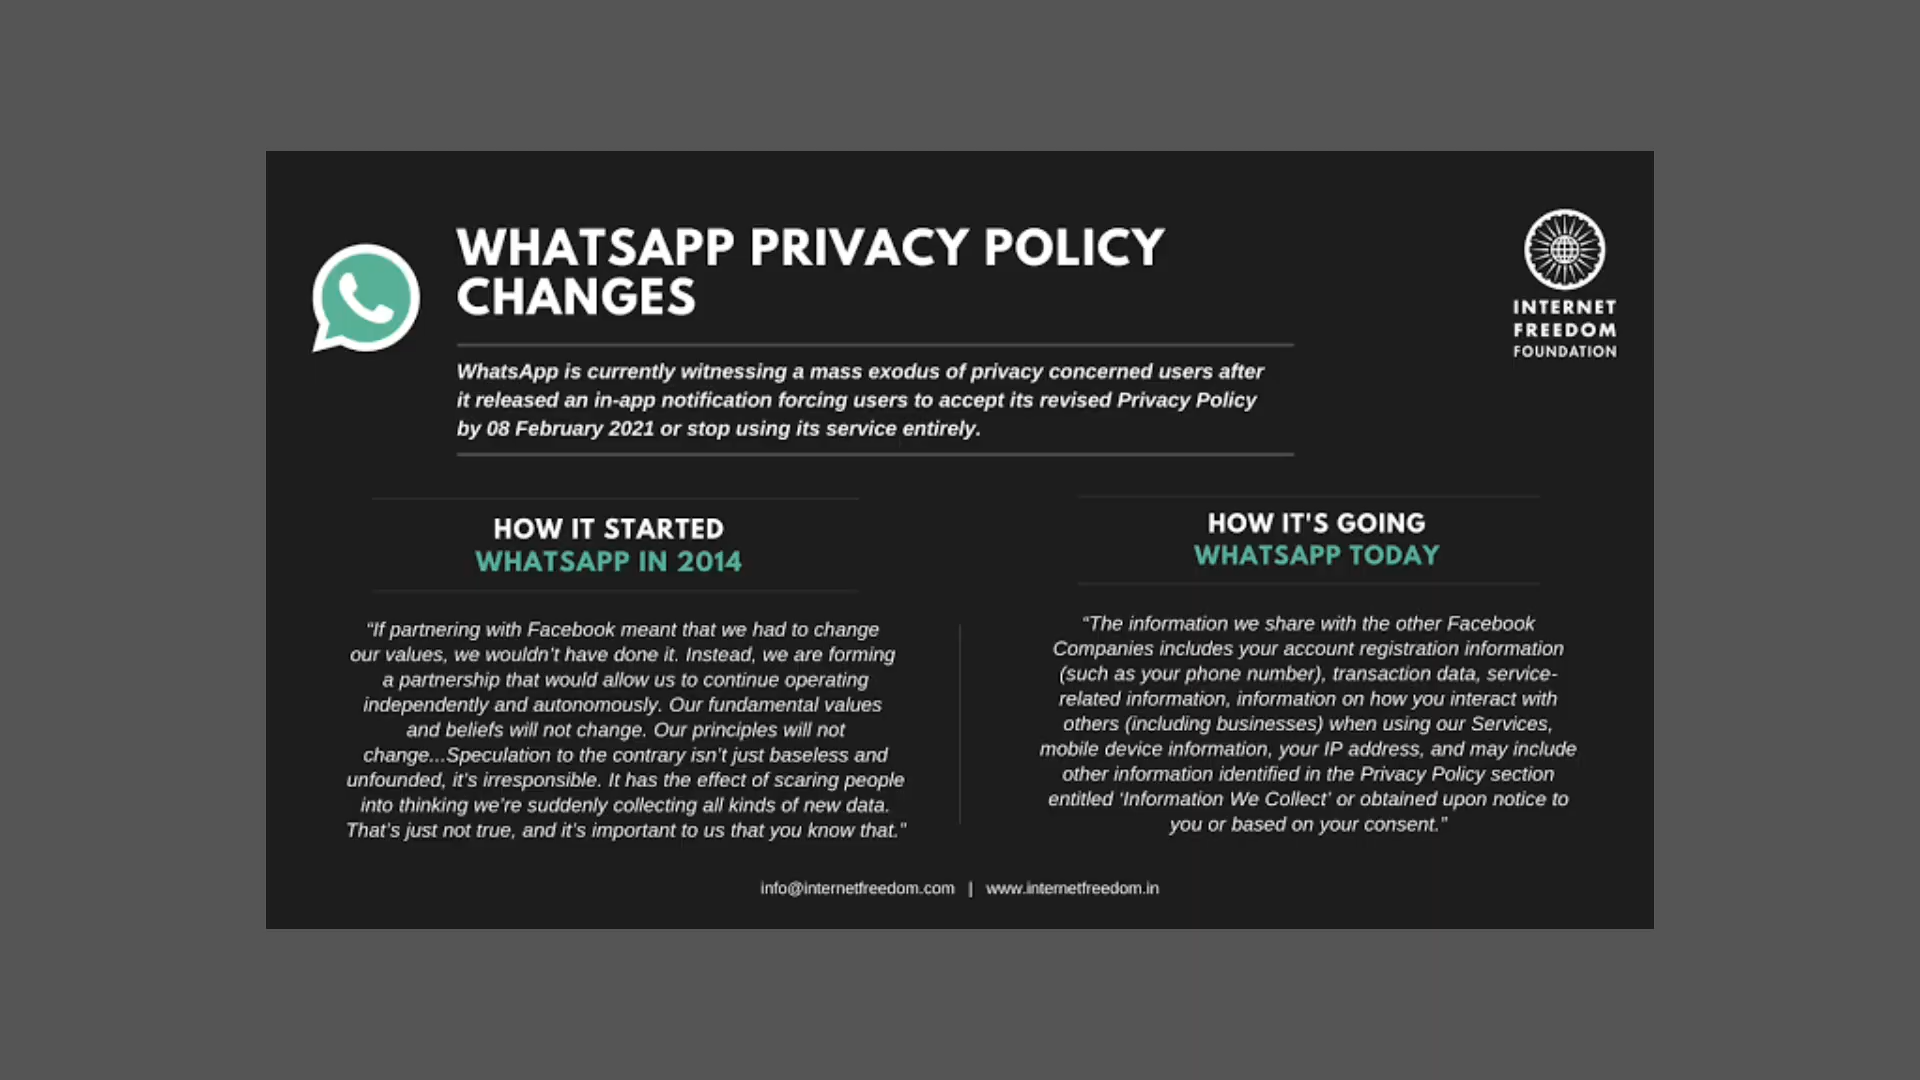 WHATSAPP PRIVACY POLICY
CHANGES
INTERNET
FREEDOM
FOUNDATION
WhatsApp is currently witnessing a mass exodus of privacy concerned users after
it released an in-app notification forcing users to accept its revised Privacy Policy
by 08 February 2021 or stop using its service entirely.
HOW IT STARTED
WHATSAPP IN 2014
“If partnering with Facebook meant that we had to change
our values, we wouldn’t have done it. Instead, we are forming
a partnership that would allow us to continue operating
independently and autonomously. Our fundamental values
and beliefs will not change. Our principles will not
change...Speculation to the contrary isn’t just baseless and
unfounded, it’s irresponsible. It has the effect of scaring people
into thinking we’re suddenly collecting all kinds of new data.
That’s just not true, and it’s important to us that you know that.”
HOW IT'S GOING
WHATSAPP TODAY
“The information we share with the other Facebook
Companies includes your account registration information
(such as your phone number), transaction data, service-
related information, information on how you interact with
others (including businesses) when using our Services,
mobile device information, your IP address, and may include
other information identified in the Privacy Policy section
entitled ‘Information We Collect’ or obtained upon notice to
you or based on your consent.”
info@internetfreedom.com | www.internetfreedom.in